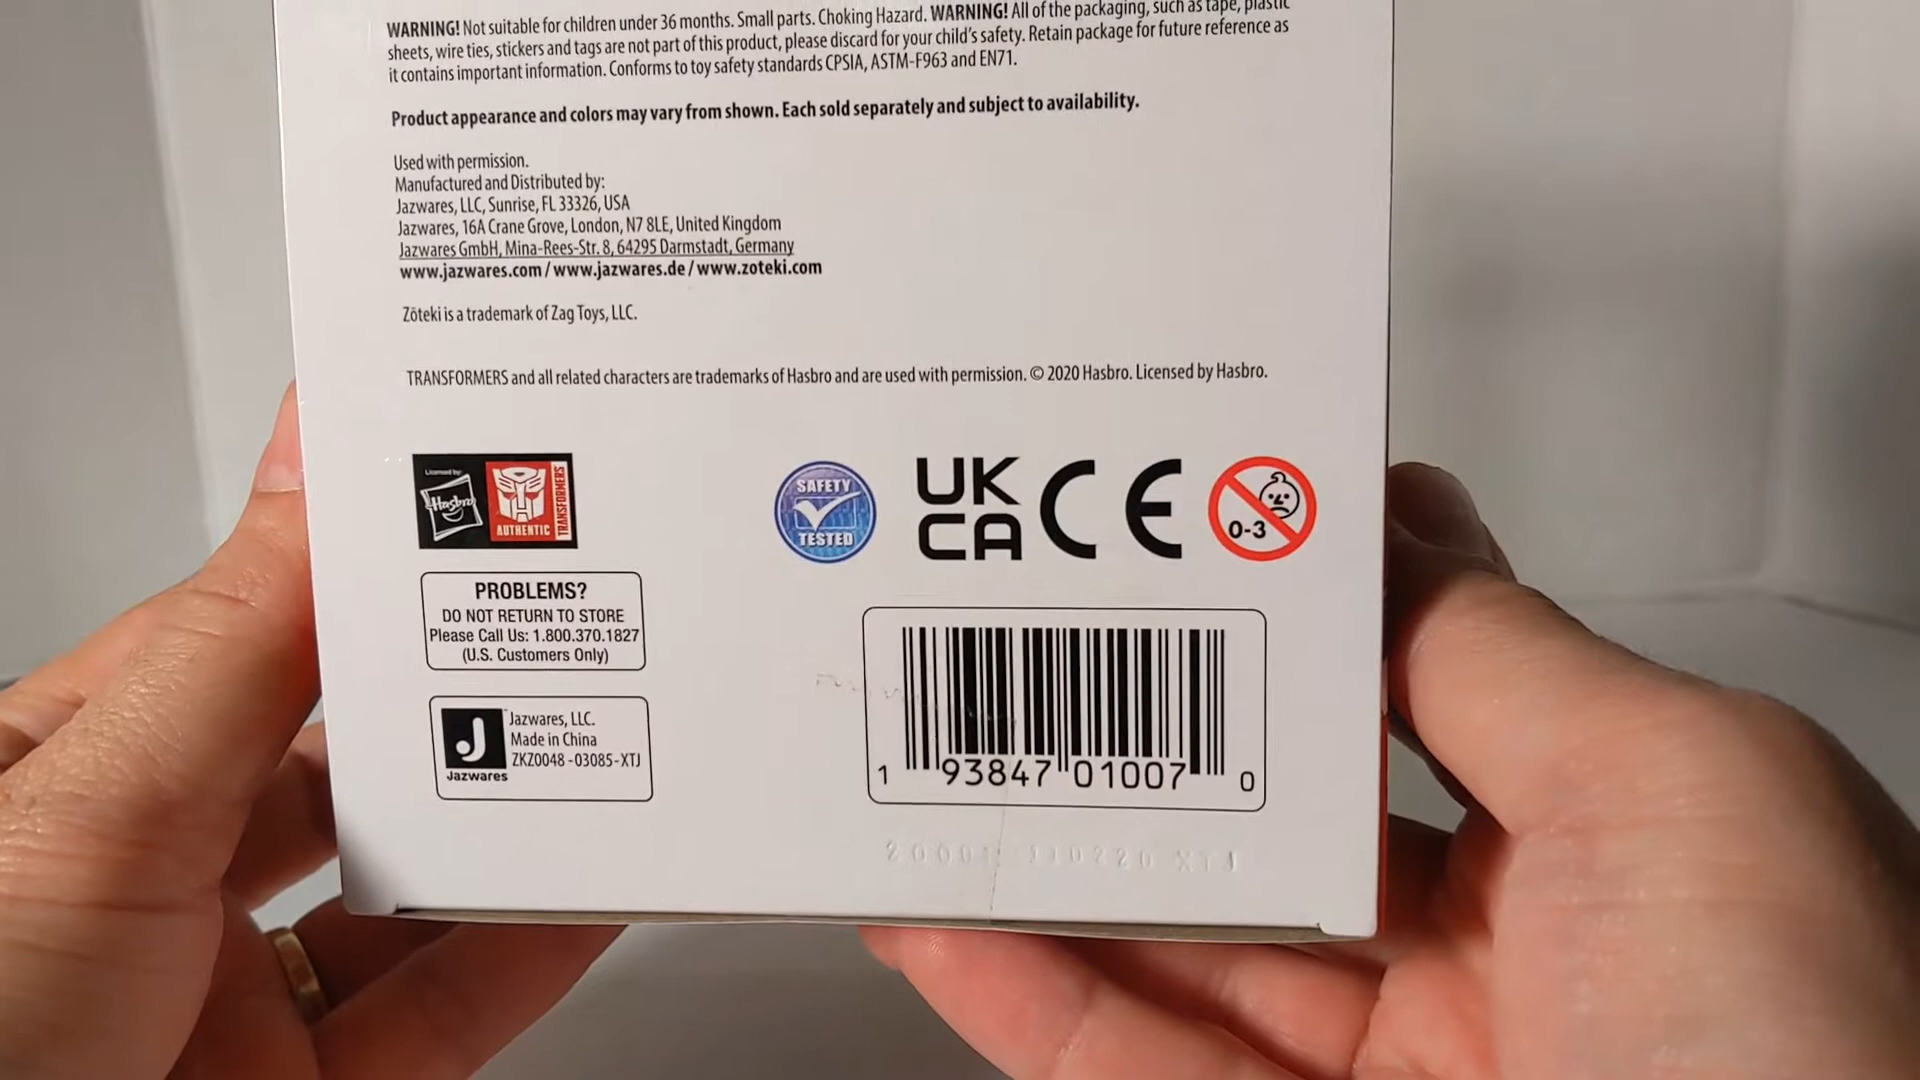 WARNING! Not suitable for children under 36 months. Small parts. Choking Hazard. WARNING! All of the packaging, such as tape, plastic
sheets, wire ties, stickers and tags are not part of this product, please discard for your child's safety. Retain package for future reference as
it contains important information. Conforms to toy safety standards CPSIA, ASTM-F963 and EN71.
Product appearance and colors may vary from shown. Each sold separately and subject to availability.
Used with permission.
Manufactured and Distributed by:
Jazwares, LLC, Sunrise, FL 33326, USA
Jazwares, 16A Crane Grove, London, N7 8LE, United Kingdom
Jazwares GmbH, Mina-Rees-Str. 8, 64295 Darmstadt, Germany
www.jazwares.com / www.jazwares.de / www.zoteki.com
Zōteki is a trademark of Zag Toys, LLC.
TRANSFORMERS and all related characters are trademarks of Hasbro and are used with permission. © 2020 Hasbro. Licensed by Hasbro.
Licensed by:
Hasbro
AUTHENTIC
TRANSFORMERS
SAFETY
TESTED
UK
CA
CE
0-3
PROBLEMS?
DO NOT RETURN TO STORE
Please Call Us: 1.800.370.1827
(U.S. Customers Only)
J
Jazwares
Jazwares, LLC.
Made in China
ZKZ0048-03085-XTJ
1 93847 01007 0
XTJ